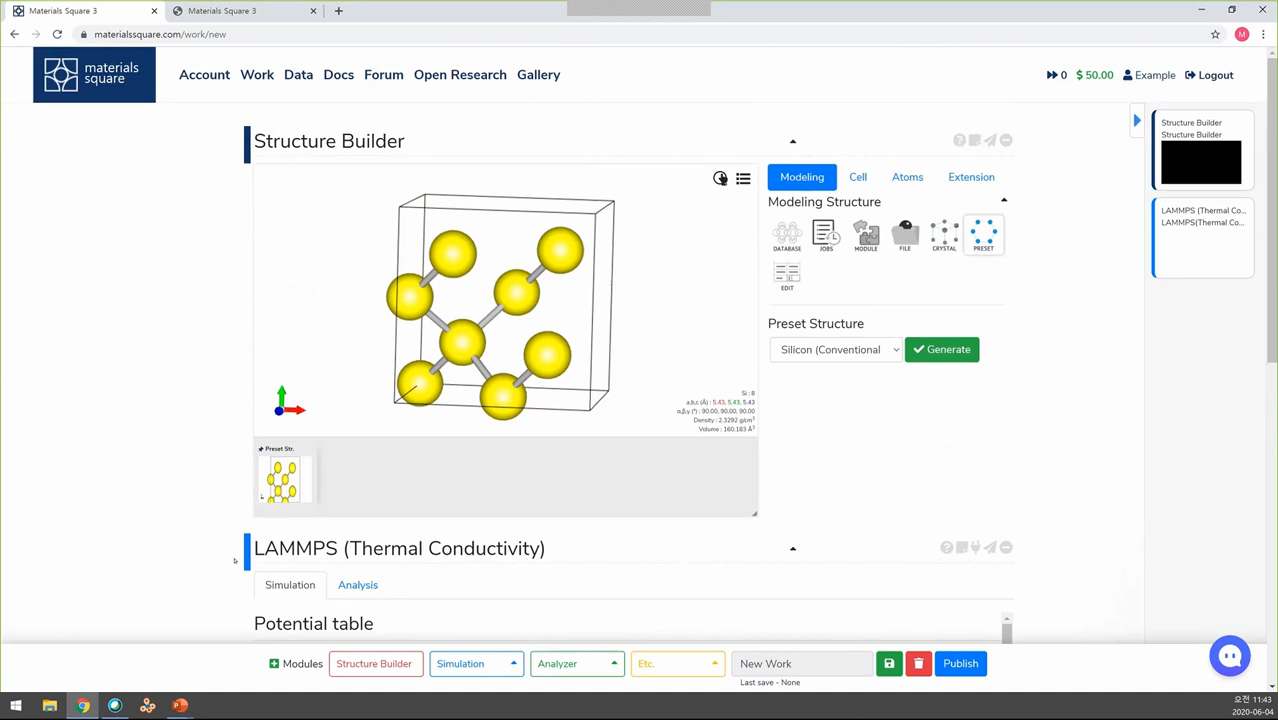 Materials Square 3
Materials Square 3
materialssquare.com/work/new
M
materials
square
Account Work Data Docs Forum Open Research Gallery
0 $ 50.00 Example Logout
Structure Builder
Modeling Cell Atoms Extension
Modeling Structure
DATABASE JOBS MODULE FILE CRYSTAL PRESET
EDIT
Preset Structure
Silicon (Conventional Generate
Si : 8
a,b,c (Å) : 5.43, 5.43, 5.43
α,β,γ (°) : 90.00, 90.00, 90.00
Density : 2.3292 g/cm³
Volume : 160.183 Å³
Preset Str.
LAMMPS (Thermal Conductivity)
Simulation Analysis
Potential table
Structure Builder
Structure Builder
LAMMPS (Thermal Co...
LAMMPS(Thermal Co...
Modules Structure Builder Simulation Analyzer Etc. New Work Publish
Last save - None
오전 11:43
2020-06-04